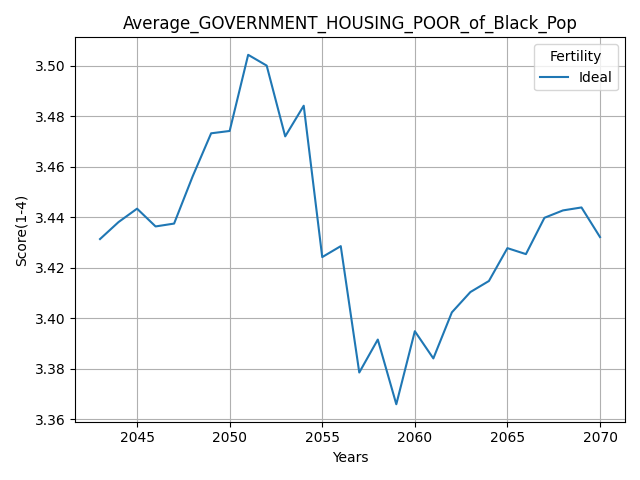 Average_GOVERNMENT_HOUSING_POOR_of_Black_Pop
Fertility
Ideal
Score(1-4)
3.50
3.48
3.46
3.44
3.42
3.40
3.38
3.36
2045 2050 2055 2060 2065 2070
Years